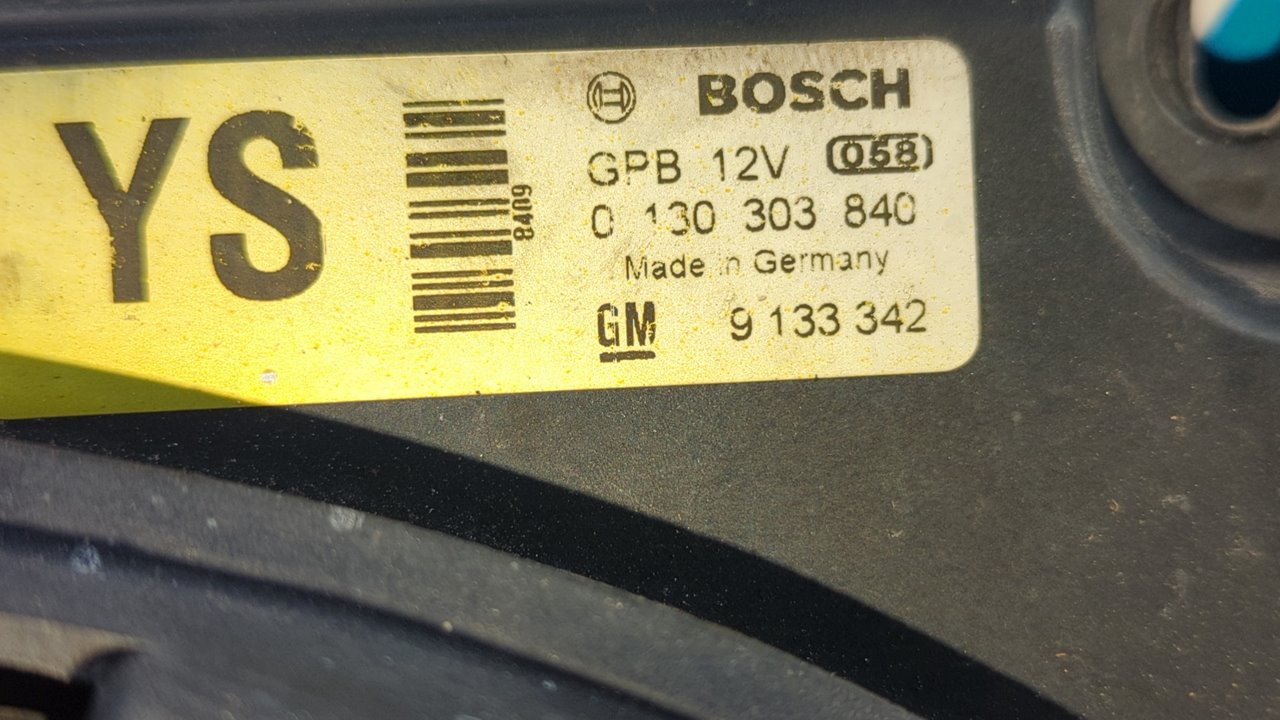 YS
8409
BOSCH
GPB 12V 058
0 130 303 840
Made in Germany
GM 9 133 342